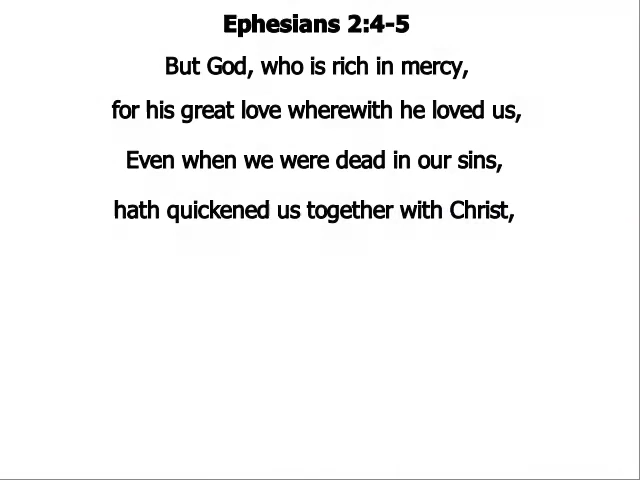 Ephesians 2:4-5
But God, who is rich in mercy,
for his great love wherewith he loved us,
Even when we were dead in our sins,
hath quickened us together with Christ,